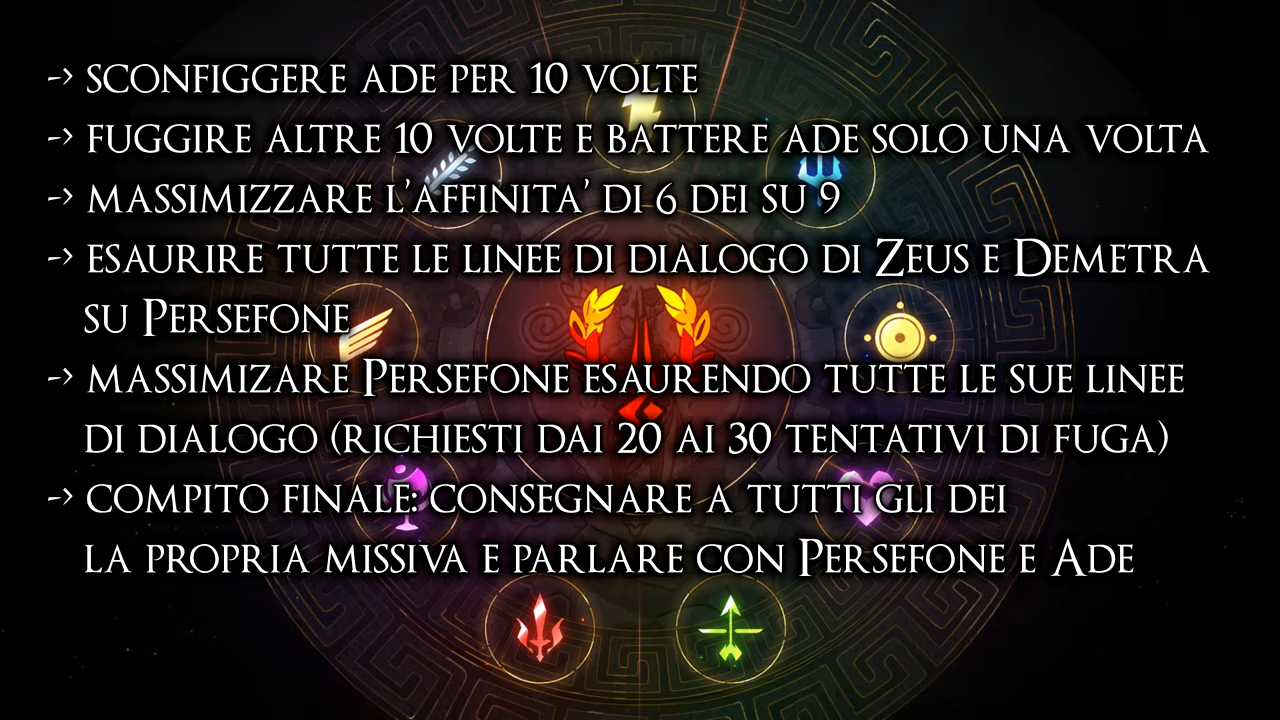 -> SCONFIGGERE ADE PER 10 VOLTE
-> FUGGIRE ALTRE 10 VOLTE E BATTERE ADE SOLO UNA VOLTA
-> MASSIMIZZARE L'AFFINITA' DI 6 DEI SU 9
-> ESAURIRE TUTTE LE LINEE DI DIALOGO DI ZEUS E DEMETRA
SU PERSEFONE
-> MASSIMIZARE PERSEFONE ESAURENDO TUTTE LE SUE LINEE
DI DIALOGO (RICHIESTI DAI 20 AI 30 TENTATIVI DI FUGA)
-> COMPITO FINALE: CONSEGNARE A TUTTI GLI DEI
LA PROPRIA MISSIVA E PARLARE CON PERSEFONE E ADE